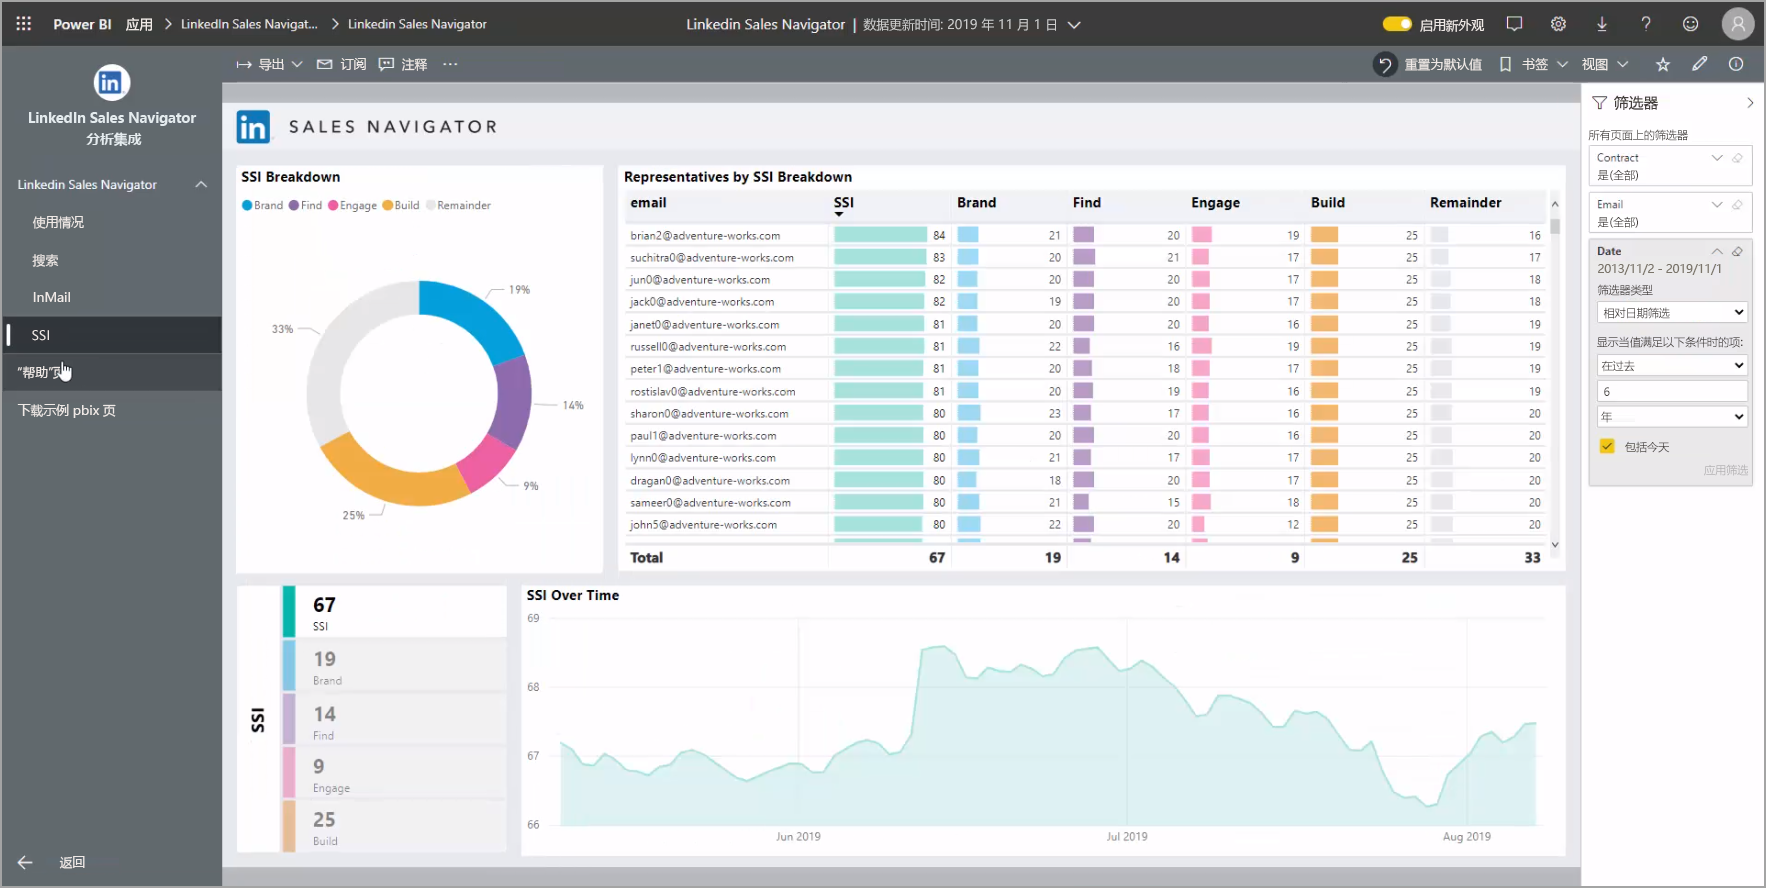 Power BI 应用 > LinkedIn Sales Navigat... > Linkedin Sales Navigator
Linkedin Sales Navigator | 数据更新时间: 2019 年 11 月 1 日
启用新外观
导出 订阅 注释 ...
重置为默认值 书签 视图
in
LinkedIn Sales Navigator
分析集成
Linkedin Sales Navigator
使用情况
搜索
InMail
SSI
下载示例 pbix 页
返回
in SALES NAVIGATOR
SSI Breakdown
Brand Find Engage Build Remainder
19%
33%
14%
9%
25%
Representatives by SSI Breakdown
email SSI Brand Find Engage Build Remainder
brian2@adventure-works.com 84 21 20 19 25 16
suchitra0@adventure-works.com 83 20 21 17 25 17
jun0@adventure-works.com 82 20 20 17 25 18
jack0@adventure-works.com 82 19 20 17 25 18
janet0@adventure-works.com 81 20 20 16 25 19
russell0@adventure-works.com 81 22 16 19 25 19
peter1@adventure-works.com 81 20 18 17 25 19
rostislav0@adventure-works.com 81 20 19 16 25 19
sharon0@adventure-works.com 80 23 17 16 25 20
paul1@adventure-works.com 80 20 20 16 25 20
lynn0@adventure-works.com 80 21 17 17 25 20
dragan0@adventure-works.com 80 18 20 17 25 20
sameer0@adventure-works.com 80 21 15 18 25 20
john5@adventure-works.com 80 22 20 12 25 20
Total 67 19 14 9 25 33
SSI
67
SSI
19
Brand
14
Find
9
Engage
25
Build
SSI Over Time
69
68
67
66
Jun 2019 Jul 2019 Aug 2019
筛选器
所有页面上的筛选器
Contract
是(全部)
Email
是(全部)
Date
2013/11/2 - 2019/11/1
筛选器类型
相对日期筛选
显示当值满足以下条件时的项:
在过去
6
年
包括今天
应用筛选